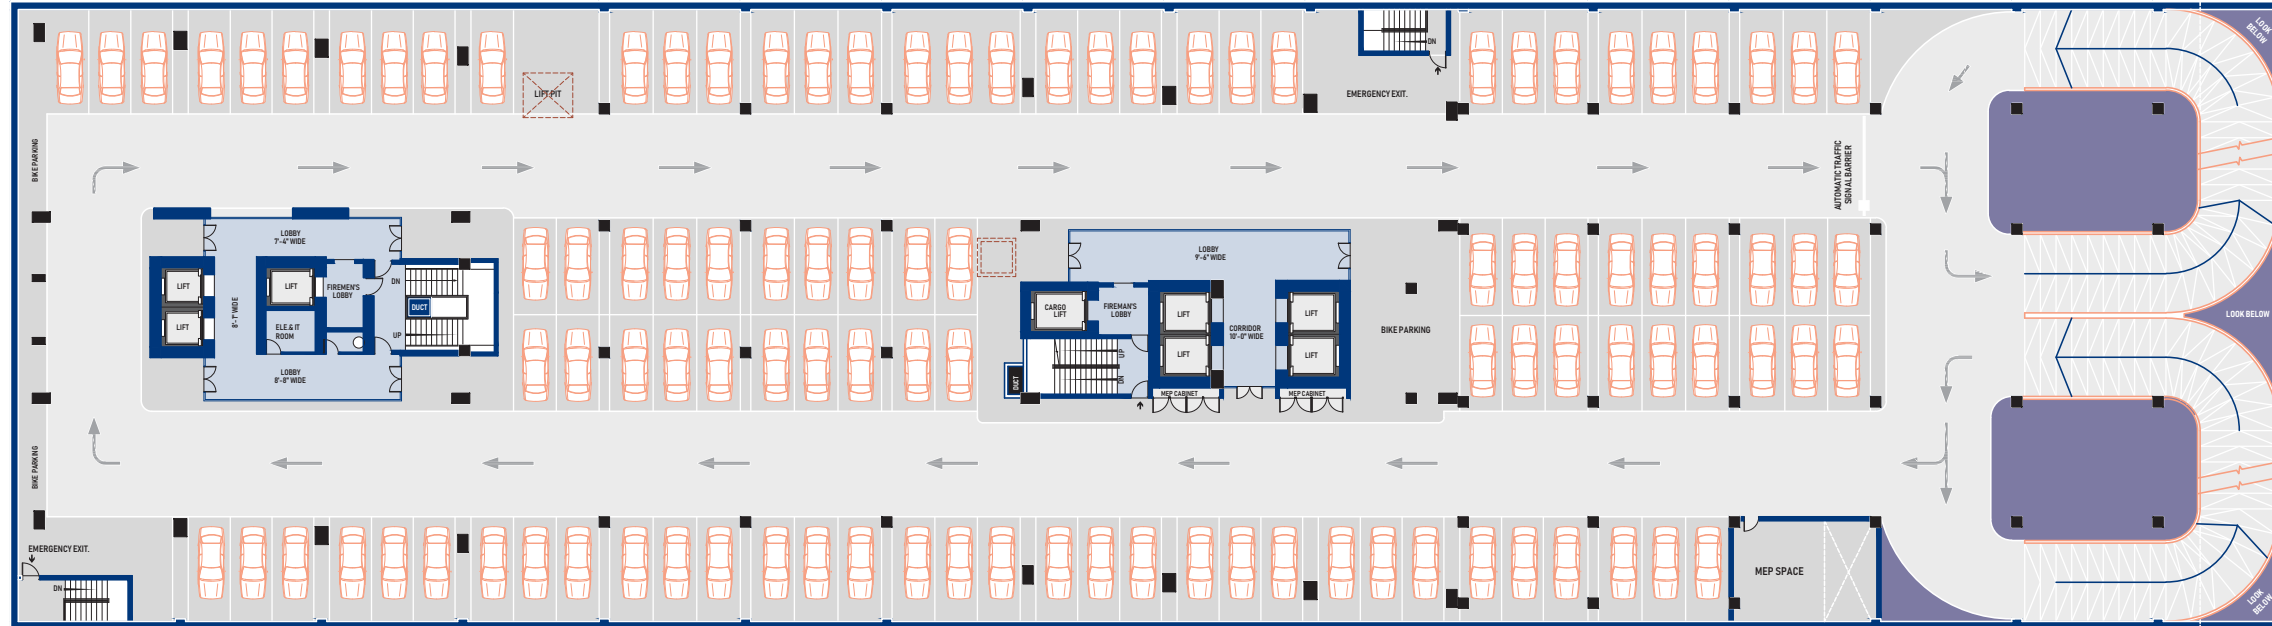 LOOK
BELOW
DN
LIFT PIT
EMERGENCY EXIT.
BIKE PARKING
AUTOMATIC TRAFFIC
SIGNAL BARRIER
LOBBY
7'-4" WIDE
LOBBY
9'-6" WIDE
LIFT
LIFT
8'-1" WIDE
LIFT
FIREMEN'S
LOBBY
ELE.& IT
ROOM
DN
DUCT
UP
LOBBY
8'-8" WIDE
CARGO
LIFT
FIREMAN'S
LOBBY
LIFT
LIFT
CORRIDOR
10'-0" WIDE
LIFT
LIFT
UP
DN
DUCT
MEP CABINET
MEP CABINET
BIKE PARKING
LOOK BELOW
BIKE PARKING
EMERGENCY EXIT.
DN
MEP SPACE
LOOK
BELOW